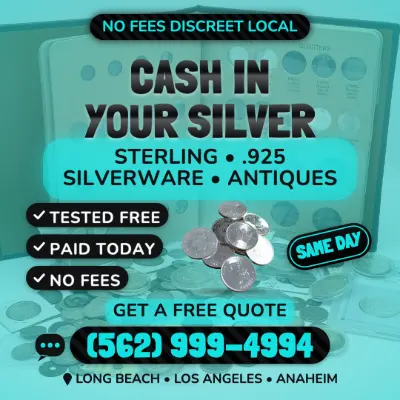 NO FEES DISCREET LOCAL
CASH IN
YOUR SILVER
STERLING • .925
SILVERWARE • ANTIQUES
TESTED FREE
PAID TODAY
NO FEES
SAME DAY
GET A FREE QUOTE
(562) 999-4994
LONG BEACH • LOS ANGELES • ANAHEIM